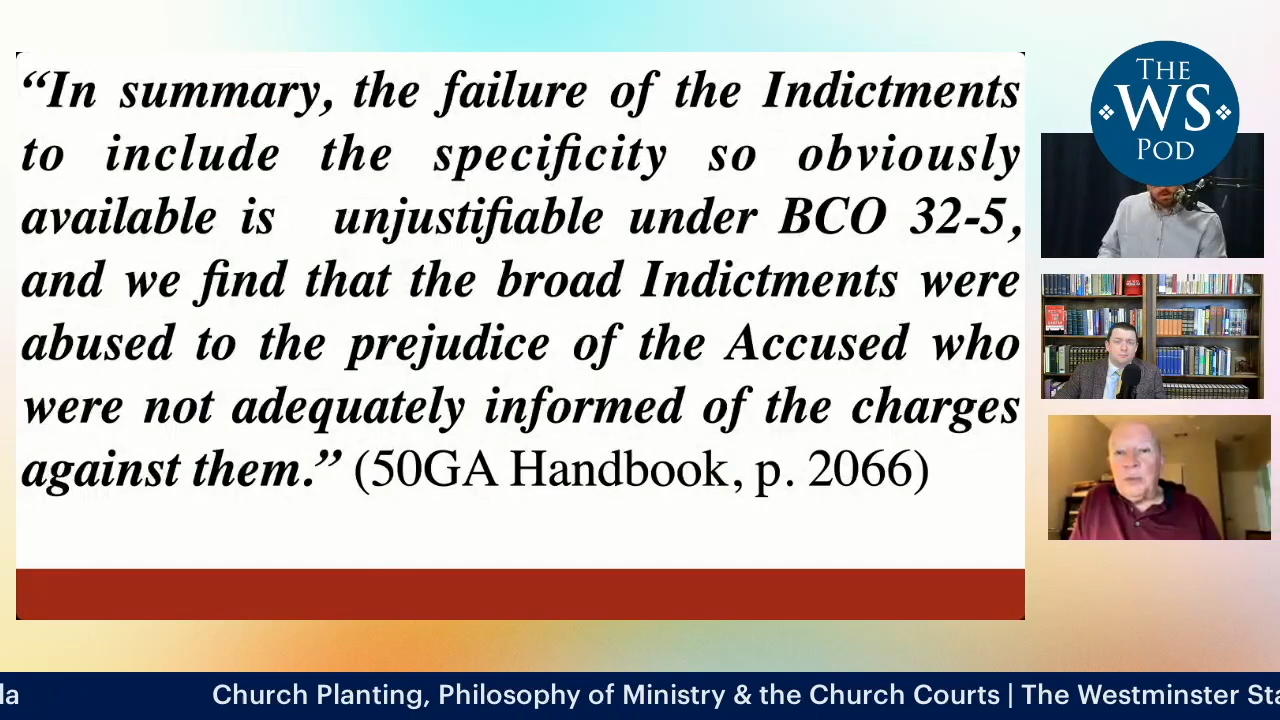 “In summary, the failure of the Indictments
to include the specificity so obviously
available is unjustifiable under BCO 32-5,
and we find that the broad Indictments were
abused to the prejudice of the Accused who
were not adequately informed of the charges
against them.” (50GA Handbook, p. 2066)
THE
WS
POD
la Church Planting, Philosophy of Ministry & the Church Courts | The Westminster Sta